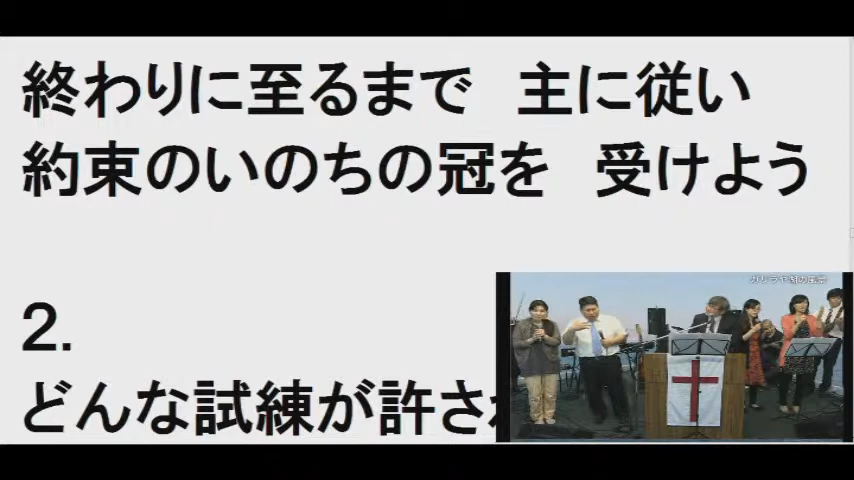 終わりに至るまで 主に従い
約束のいのちの冠を 受けよう
2.
どんな試練が許さ